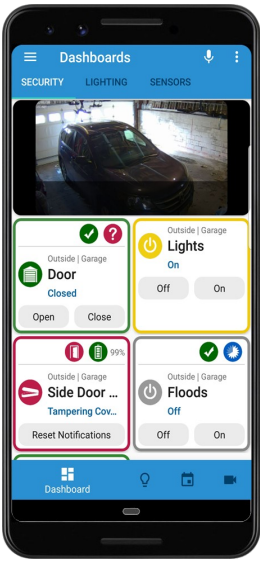 Dashboards
SECURITY LIGHTING SENSORS
Outside | Garage
Door
Closed
Open Close
Outside | Garage
Lights
On
Off On
99%
Outside | Garage
Side Door ...
Tampering Cov...
Reset Notifications
Outside | Garage
Floods
Off
Off On
Dashboard